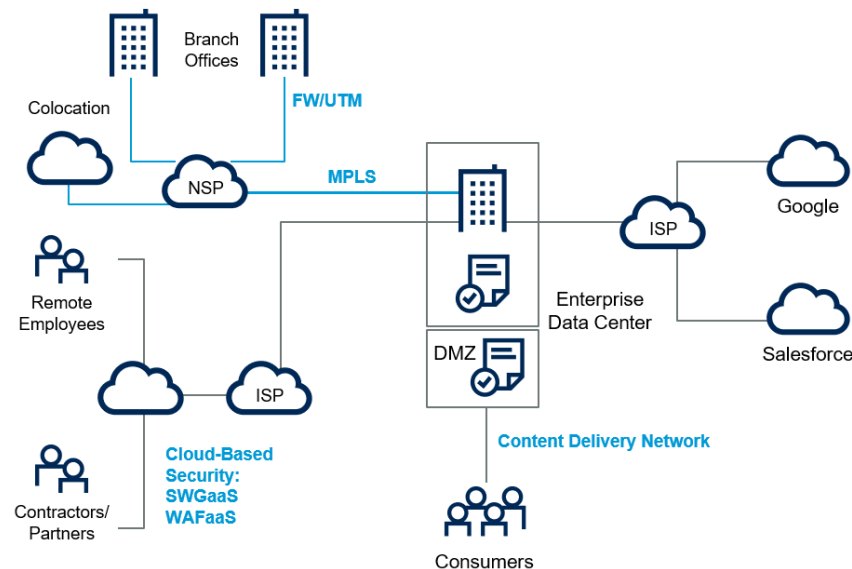 Branch
Offices
FW/UTM
Colocation
NSP
MPLS
ISP
Google
Remote
Employees
Enterprise
Data Center
DMZ
Salesforce
ISP
Cloud-Based
Security:
SWGaaS
WAFaaS
Content Delivery Network
Contractors/
Partners
Consumers